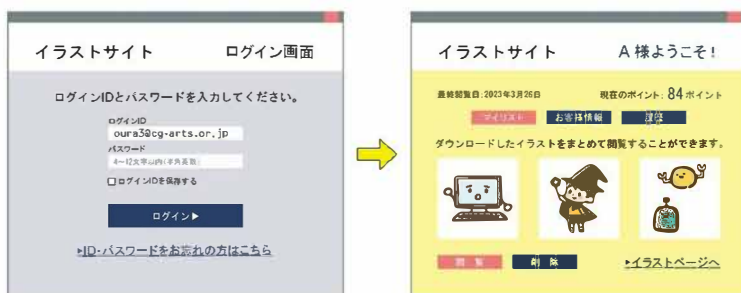 イラストサイト ログイン画面
ログインIDとパスワードを入力してください。
ログインID
oura3@cg-arts.or.jp
パスワード
4～12文字以内(半角英数)
ログインIDを保存する
ログイン▶
▶ID・パスワードをお忘れの方はこちら
イラストサイト A様ようこそ!
最終閲覧日:2023年3月26日 現在のポイント: 84ポイント
マイリスト お客様情報 履歴
ダウンロードしたイラストをまとめて閲覧することができます。
閲覧 削除 ▶イラストページへ